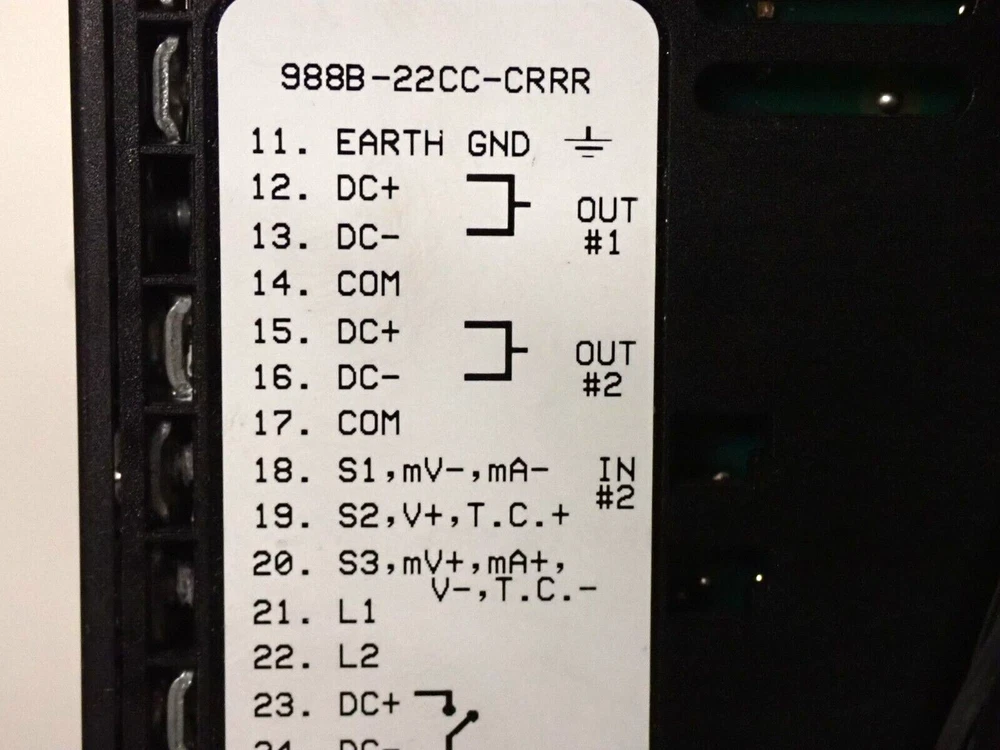 988B-22CC-CRRR
11. EARTH GND
12. DC+
13. DC-
OUT
#1
14. COM
15. DC+
16. DC-
OUT
#2
17. COM
18. S1,mV-,mA-
IN
#2
19. S2,V+,T.C.+
20. S3,mV+,mA+,
V-,T.C.-
21. L1
22. L2
23. DC+
24. DC-